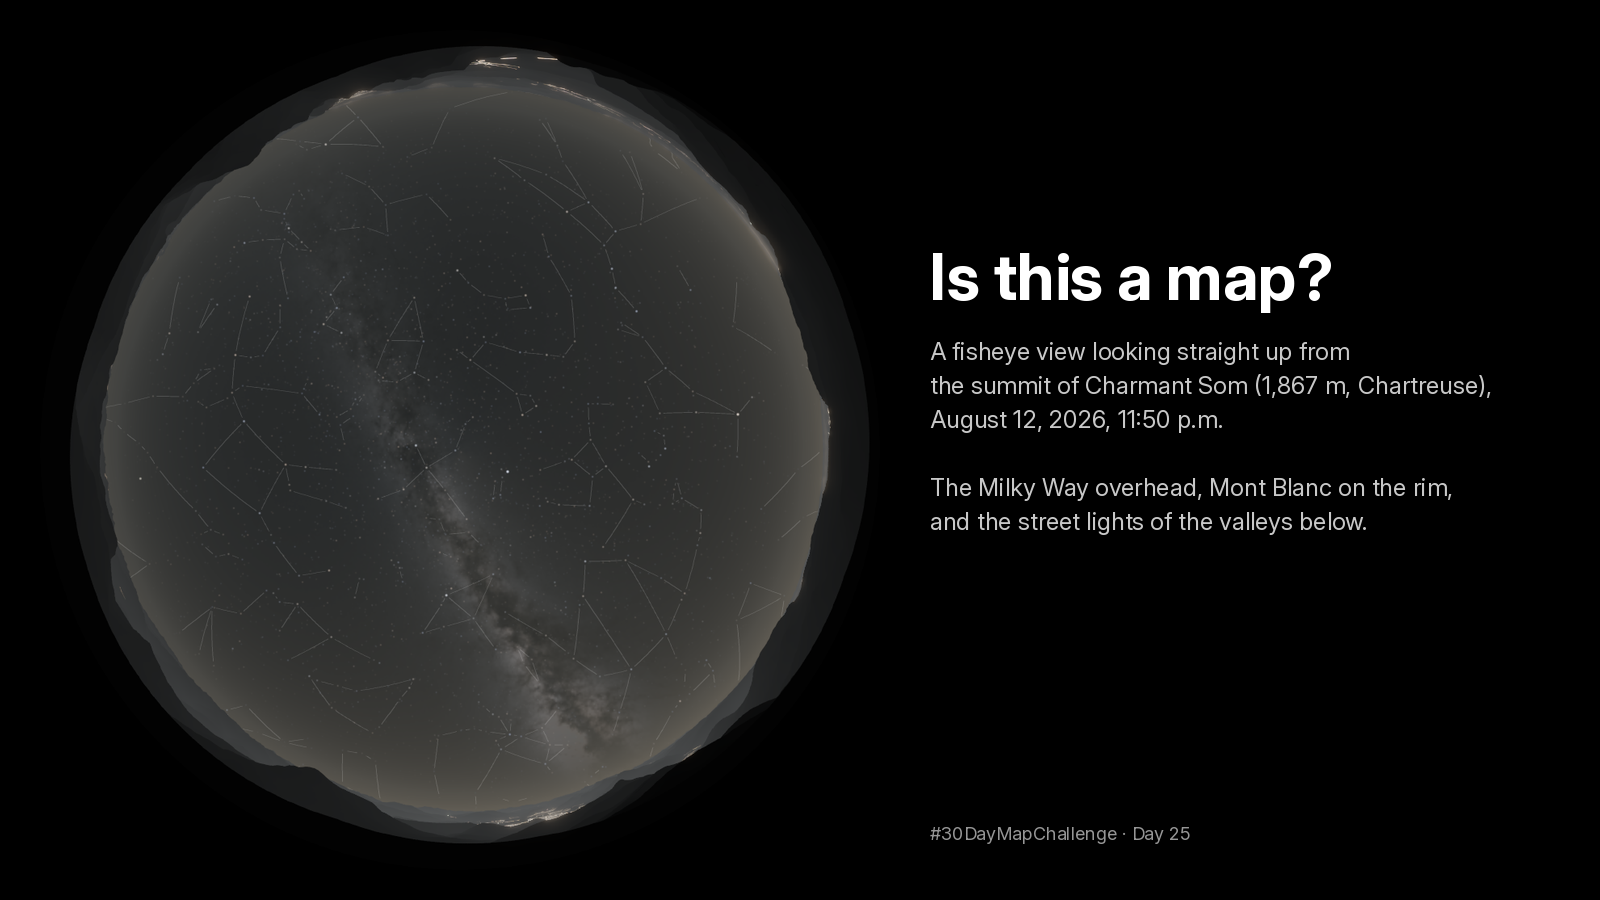 Is this a map?
A fisheye view looking straight up from
the summit of Charmant Som (1,867 m, Chartreuse),
August 12, 2026, 11:50 p.m.
The Milky Way overhead, Mont Blanc on the rim,
and the street lights of the valleys below.
#30DayMapChallenge · Day 25